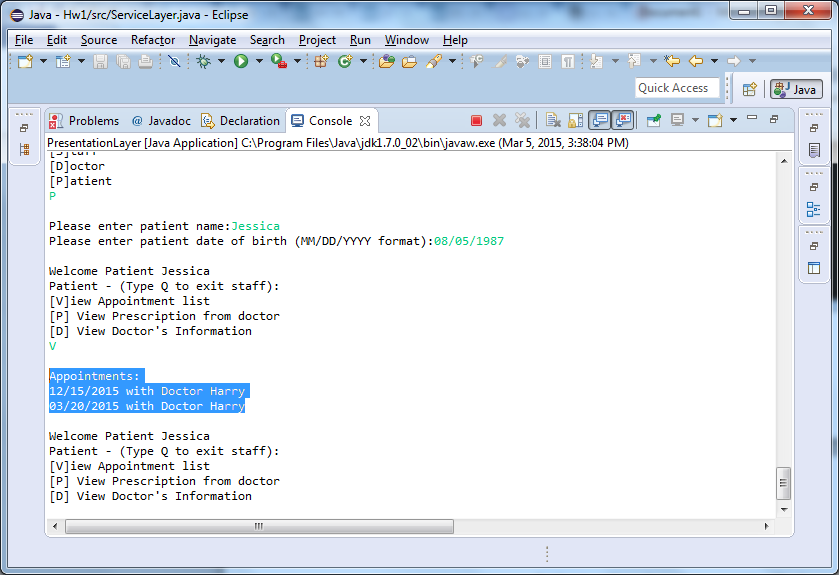 Java - Hw1/src/ServiceLayer.java - Eclipse
File Edit Source Refactor Navigate Search Project Run Window Help
Quick Access
Java
Problems @ Javadoc Declaration Console
PresentationLayer [Java Application] C:\Program Files\Java\jdk1.7.0_02\bin\javaw.exe (Mar 5, 2015, 3:38:04 PM)
[S]taff
[D]octor
[P]atient
P
Please enter patient name:Jessica
Please enter patient date of birth (MM/DD/YYYY format):08/05/1987
Welcome Patient Jessica
Patient - (Type Q to exit staff):
[V]iew Appointment list
[P] View Prescription from doctor
[D] View Doctor's Information
V
Appointments:
12/15/2015 with Doctor Harry
03/20/2015 with Doctor Harry
Welcome Patient Jessica
Patient - (Type Q to exit staff):
[V]iew Appointment list
[P] View Prescription from doctor
[D] View Doctor's Information